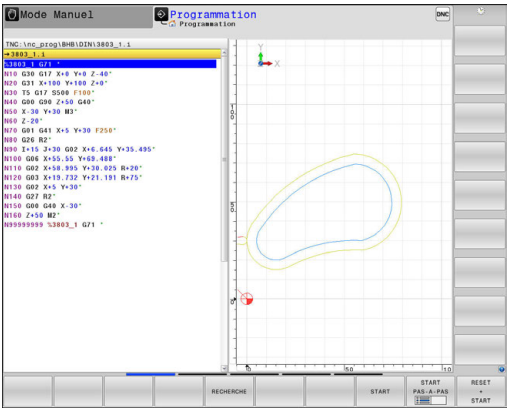 Mode Manuel
Programmation
Programmation
DNC
TNC:\nc_prog\BHB\DIN\3803_1.i
→3803_1.i
%3803_1 G71 *
N10 G30 G17 X+0 Y+0 Z-40*
N20 G31 X+100 Y+100 Z+0*
N30 T5 G17 S500 F100*
N40 G00 G90 Z+50 G40*
N50 X-30 Y+30 M3*
N60 Z-20*
N70 G01 G41 X+5 Y+30 F250*
N80 G26 R2*
N90 I+15 J+30 G02 X+6.645 Y+35.495*
N100 G06 X+55.55 Y+69.488*
N110 G02 X+58.995 Y+30.025 R+20*
N120 G03 X+19.732 Y+21.191 R+75*
N130 G02 X+5 Y+30*
N140 G27 R2*
N150 G00 G40 X-30*
N160 Z+50 M2*
N99999999 %3803_1 G71 *
Y
X
50
0
0
50
10
RECHERCHE
START
START
PAS-A-PAS
RESET
+
START